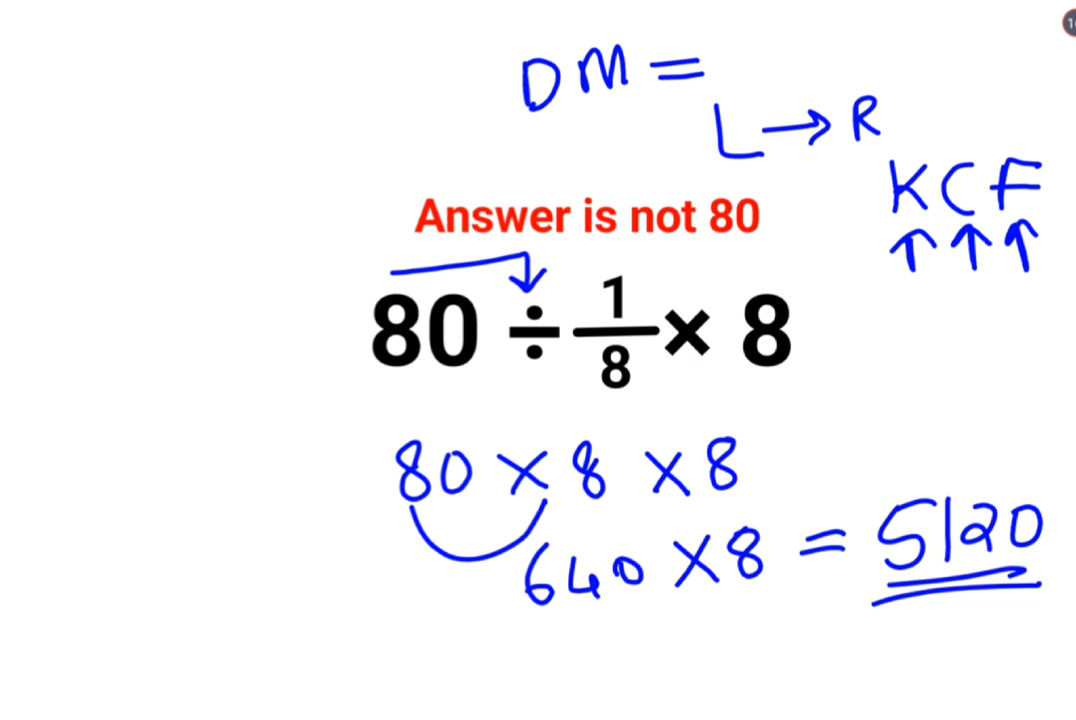 DM =
L → R
KCF
↑ ↑ ↑
Answer is not 80
80 ÷ 1/8 × 8
80 × 8 × 8
640 × 8 = 5120